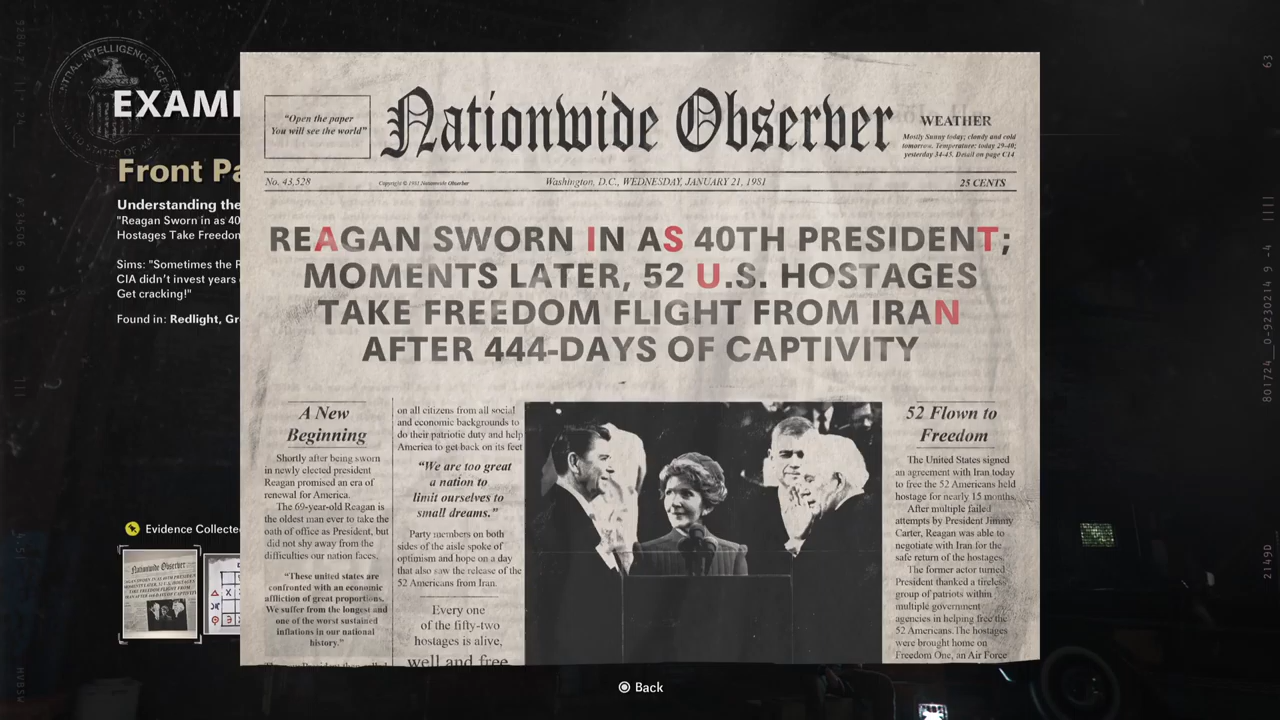 EXAMI
Front Pa
Understanding the
"Reagan Sworn in as 40
Hostages Take Freedon
Sims: "Sometimes the F
CIA didn't invest years
Get cracking!"
Found in: Redlight, Gr
Evidence Collecte
"Open the paper
You will see the world"
Nationwide Observer
WEATHER
Mostly Sunny today; cloudy and cold
tomorrow. Temperature: today 29-40;
yesterday 34-45. Detail on page C14
No. 43,528
Copyright © 1981 Nationwide Observer
Washington, D.C., WEDNESDAY, JANUARY 21, 1981
25 CENTS
REAGAN SWORN IN AS 40TH PRESIDENT;
MOMENTS LATER, 52 U.S. HOSTAGES
TAKE FREEDOM FLIGHT FROM IRAN
AFTER 444-DAYS OF CAPTIVITY
A New
Beginning
Shortly after being sworn
in newly elected president
Reagan promised an era of
renewal for America.
The 69-year-old Reagan is
the oldest man ever to take the
oath of office as President, but
did not shy away from the
difficulties our nation faces.
"These united states are
confronted with an economic
affliction of great proportions.
We suffer from the longest and
one of the worst sustained
inflations in our national
history."
on all citizens from all social
and economic backgrounds to
do their patriotic duty and help
America to get back on its feet
"We are too great
a nation to
limit ourselves to
small dreams."
Party members on both
sides of the aisle spoke of
optimism and hope on a day
that also saw the release of the
52 Americans from Iran.
Every one
of the fifty-two
hostages is alive,
well and free
52 Flown to
Freedom
The United States signed
an agreement with Iran today
to free the 52 Americans held
hostage for nearly 15 months.
After multiple failed
attempts by President Jimmy
Carter, Reagan was able to
negotiate with Iran for the
safe return of the hostages.
The former actor turned
President thanked a tireless
group of patriots within
multiple government
agencies in helping free the
52 Americans. The hostages
were brought home on
Freedom One, an Air Force
Back